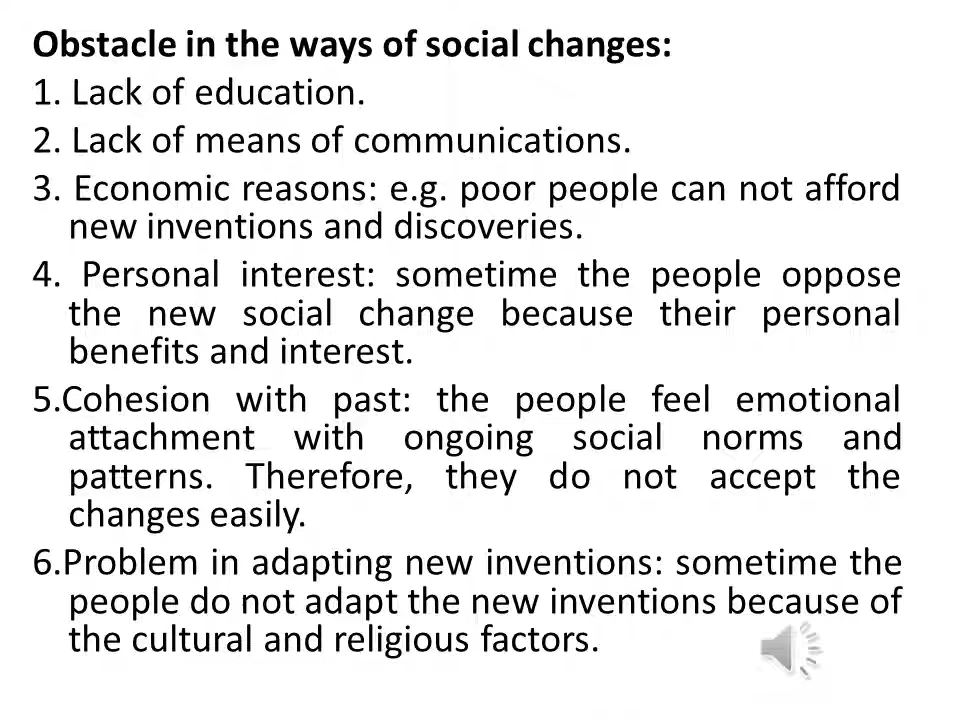 Obstacle in the ways of social changes:
1. Lack of education.
2. Lack of means of communications.
3. Economic reasons: e.g. poor people can not afford
new inventions and discoveries.
4. Personal interest: sometime the people oppose
the new social change because their personal
benefits and interest.
5.Cohesion with past: the people feel emotional
attachment with ongoing social norms and
patterns. Therefore, they do not accept the
changes easily.
6.Problem in adapting new inventions: sometime the
people do not adapt the new inventions because of
the cultural and religious factors.